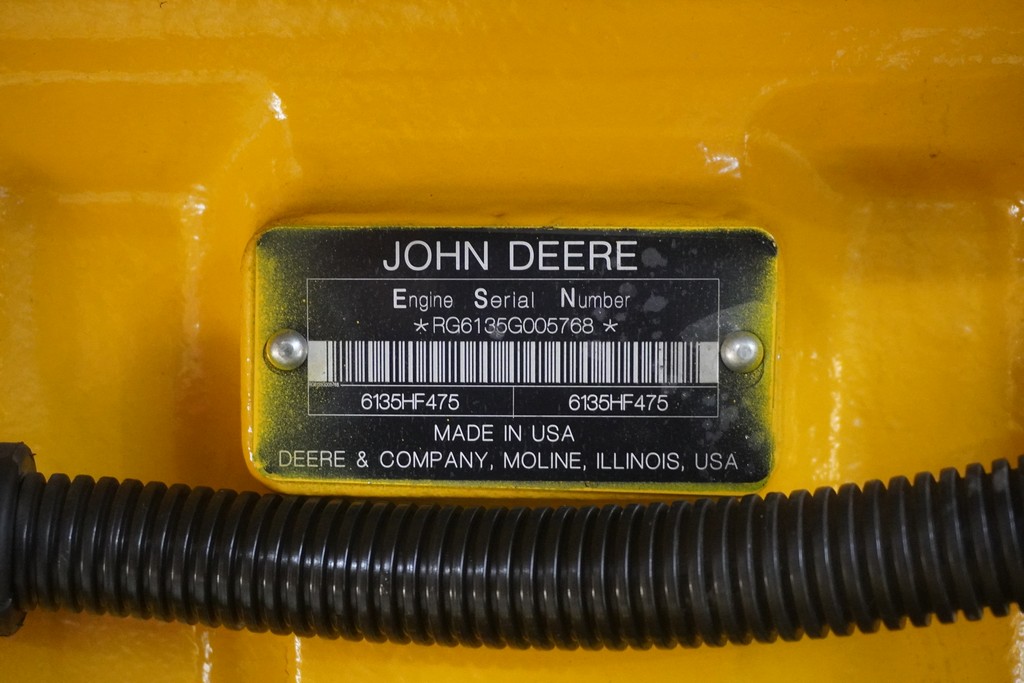 JOHN DEERE
Engine Serial Number
*RG6135G005768 *
6135HF475 6135HF475
MADE IN USA
DEERE & COMPANY, MOLINE, ILLINOIS, USA